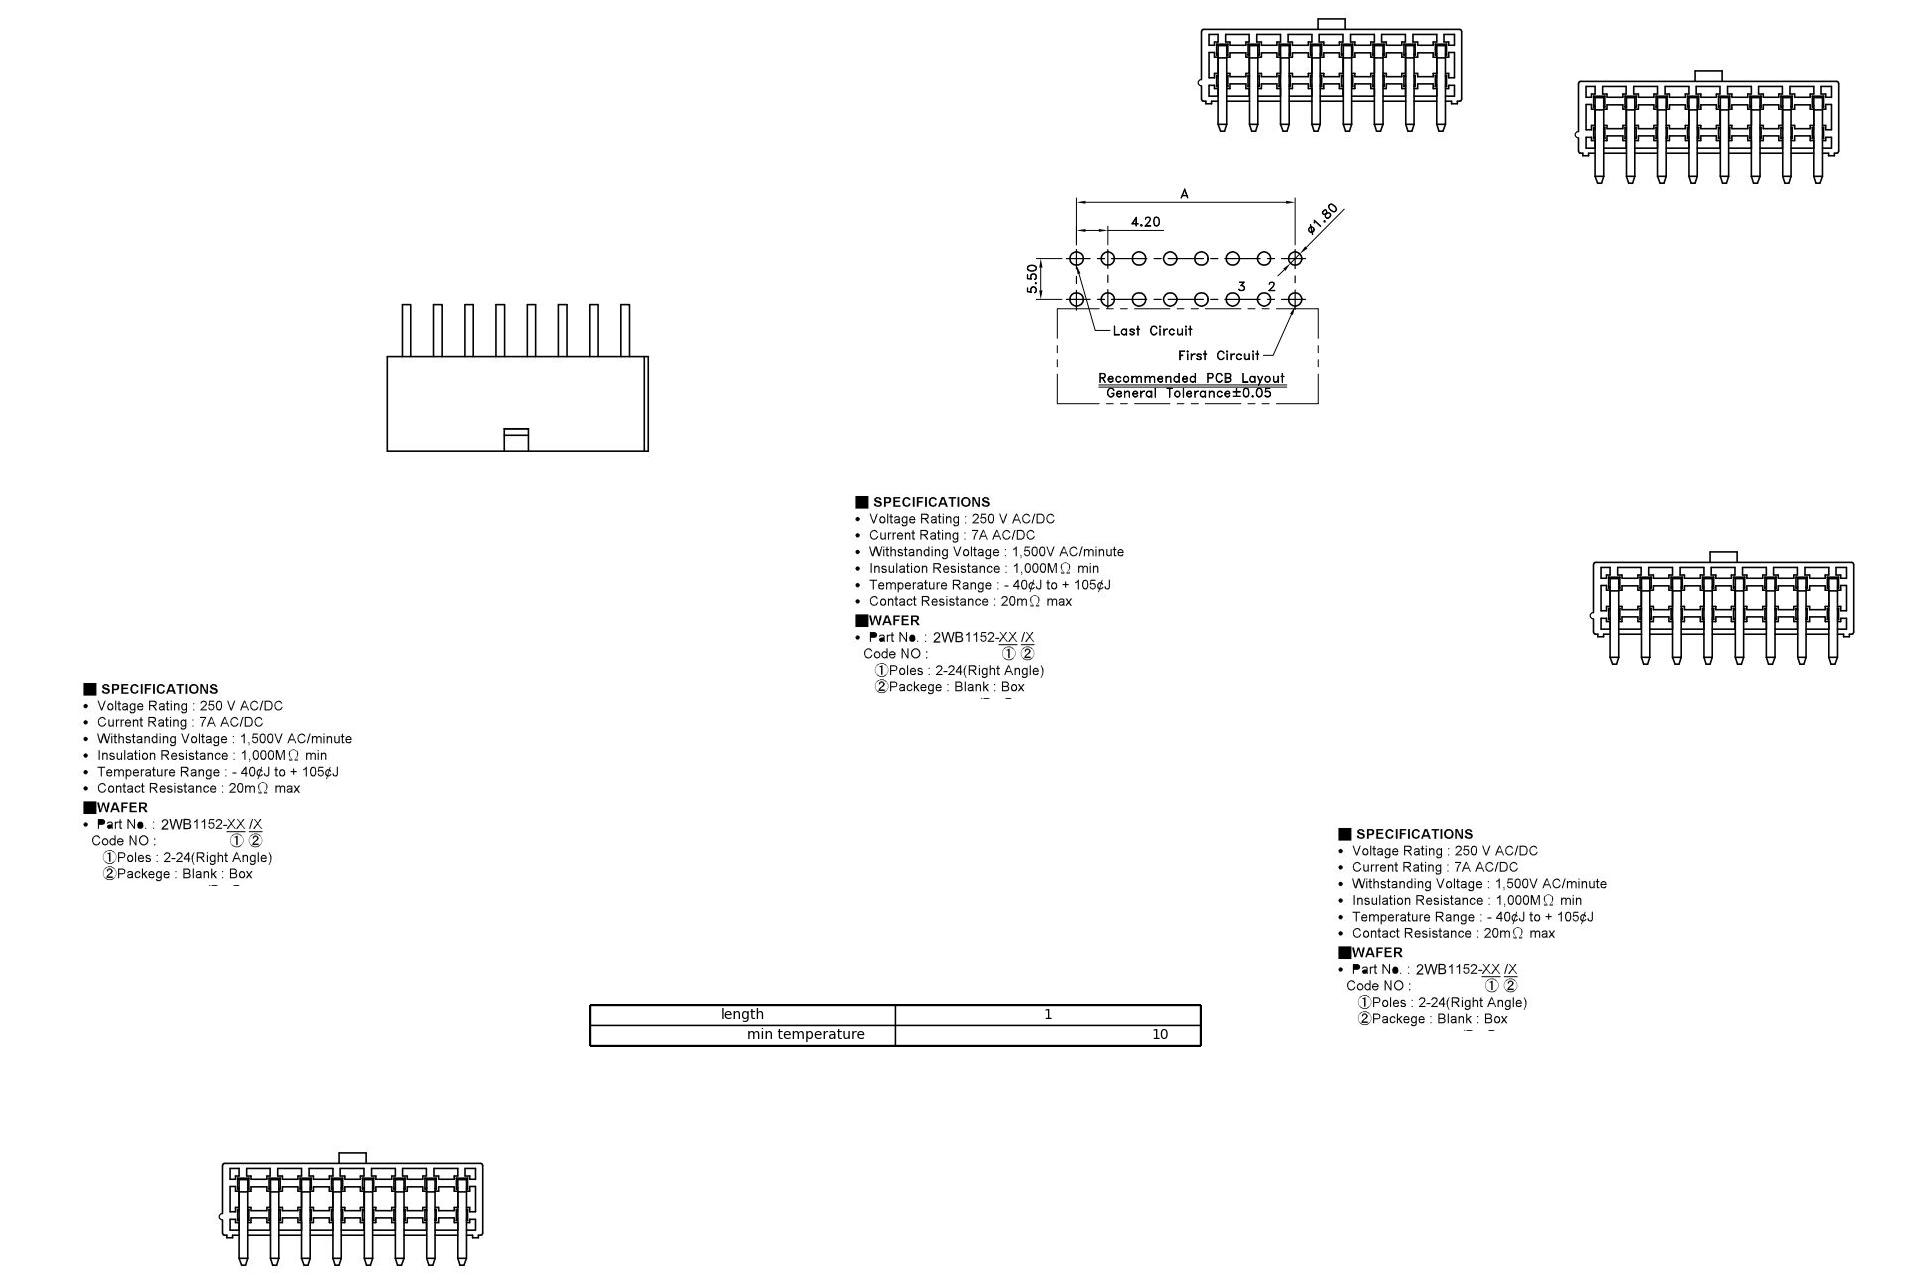 A
4.20
ø1.80
5.50
3 2
Last Circuit
First Circuit
Recommended PCB Layout
General Tolerance±0.05
■ SPECIFICATIONS
• Voltage Rating : 250 V AC/DC
• Current Rating : 7A AC/DC
• Withstanding Voltage : 1,500V AC/minute
• Insulation Resistance : 1,000MΩ min
• Temperature Range : - 40¢J to + 105¢J
• Contact Resistance : 20mΩ max
■WAFER
• Part No. : 2WB1152-XX /X
Code NO : ① ②
①Poles : 2-24(Right Angle)
②Packege : Blank : Box
■ SPECIFICATIONS
• Voltage Rating : 250 V AC/DC
• Current Rating : 7A AC/DC
• Withstanding Voltage : 1,500V AC/minute
• Insulation Resistance : 1,000MΩ min
• Temperature Range : - 40¢J to + 105¢J
• Contact Resistance : 20mΩ max
■WAFER
• Part No. : 2WB1152-XX /X
Code NO : ① ②
①Poles : 2-24(Right Angle)
②Packege : Blank : Box
■ SPECIFICATIONS
• Voltage Rating : 250 V AC/DC
• Current Rating : 7A AC/DC
• Withstanding Voltage : 1,500V AC/minute
• Insulation Resistance : 1,000MΩ min
• Temperature Range : - 40¢J to + 105¢J
• Contact Resistance : 20mΩ max
■WAFER
• Part No. : 2WB1152-XX /X
Code NO : ① ②
①Poles : 2-24(Right Angle)
②Packege : Blank : Box
length 1
min temperature 10